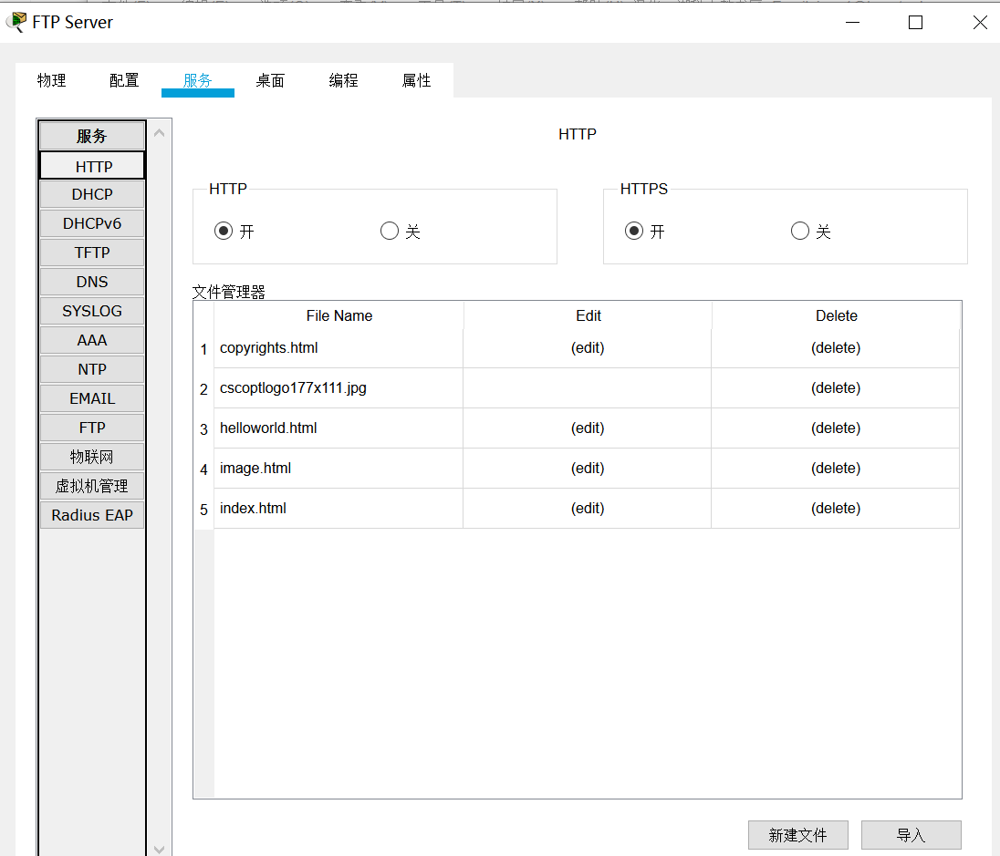 FTP Server
物理 配置 服务 桌面 编程 属性
服务
HTTP
DHCP
DHCPv6
TFTP
DNS
SYSLOG
AAA
NTP
EMAIL
FTP
物联网
虚拟机管理
Radius EAP
HTTP
HTTP
开 关
HTTPS
开 关
文件管理器
File Name Edit Delete
1 copyrights.html (edit) (delete)
2 cscoptlogo177x111.jpg (delete)
3 helloworld.html (edit) (delete)
4 image.html (edit) (delete)
5 index.html (edit) (delete)
新建文件 导入